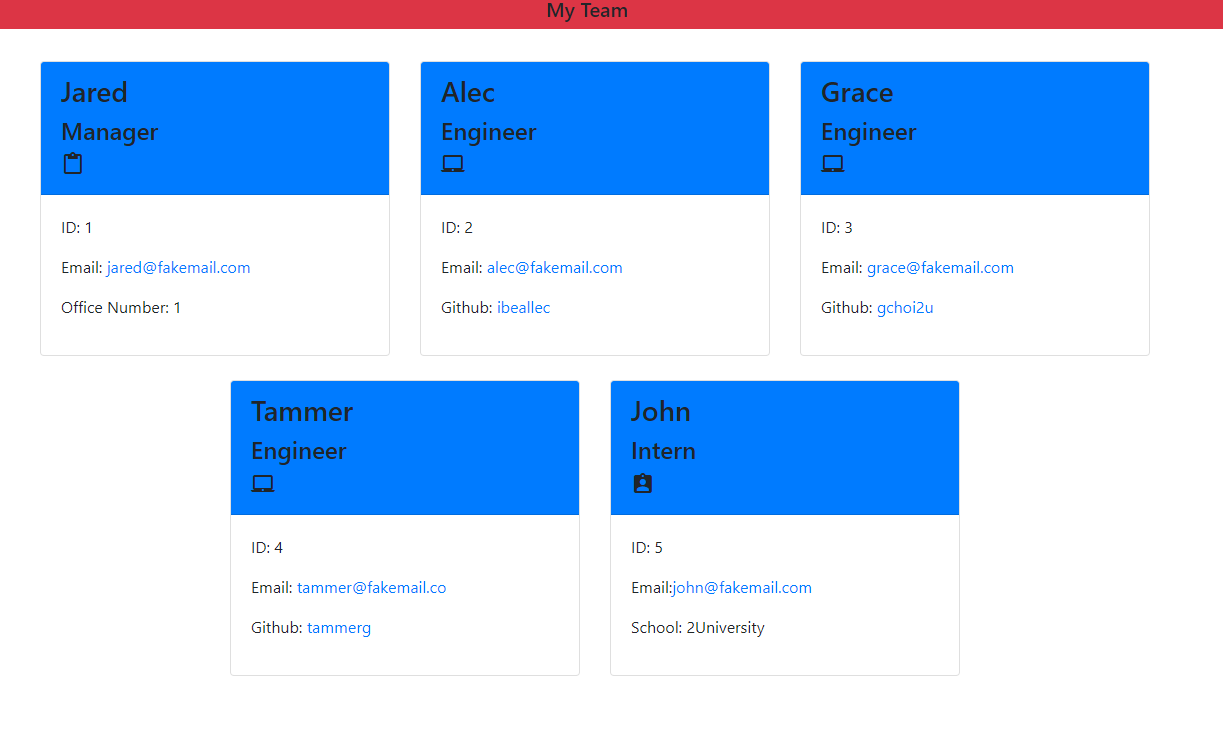 My Team
Jared
Manager
ID: 1
Email: jared@fakemail.com
Office Number: 1
Alec
Engineer
ID: 2
Email: alec@fakemail.com
Github: ibeallec
Grace
Engineer
ID: 3
Email: grace@fakemail.com
Github: gchoi2u
Tammer
Engineer
ID: 4
Email: tammer@fakemail.co
Github: tammerg
John
Intern
ID: 5
Email:john@fakemail.com
School: 2University